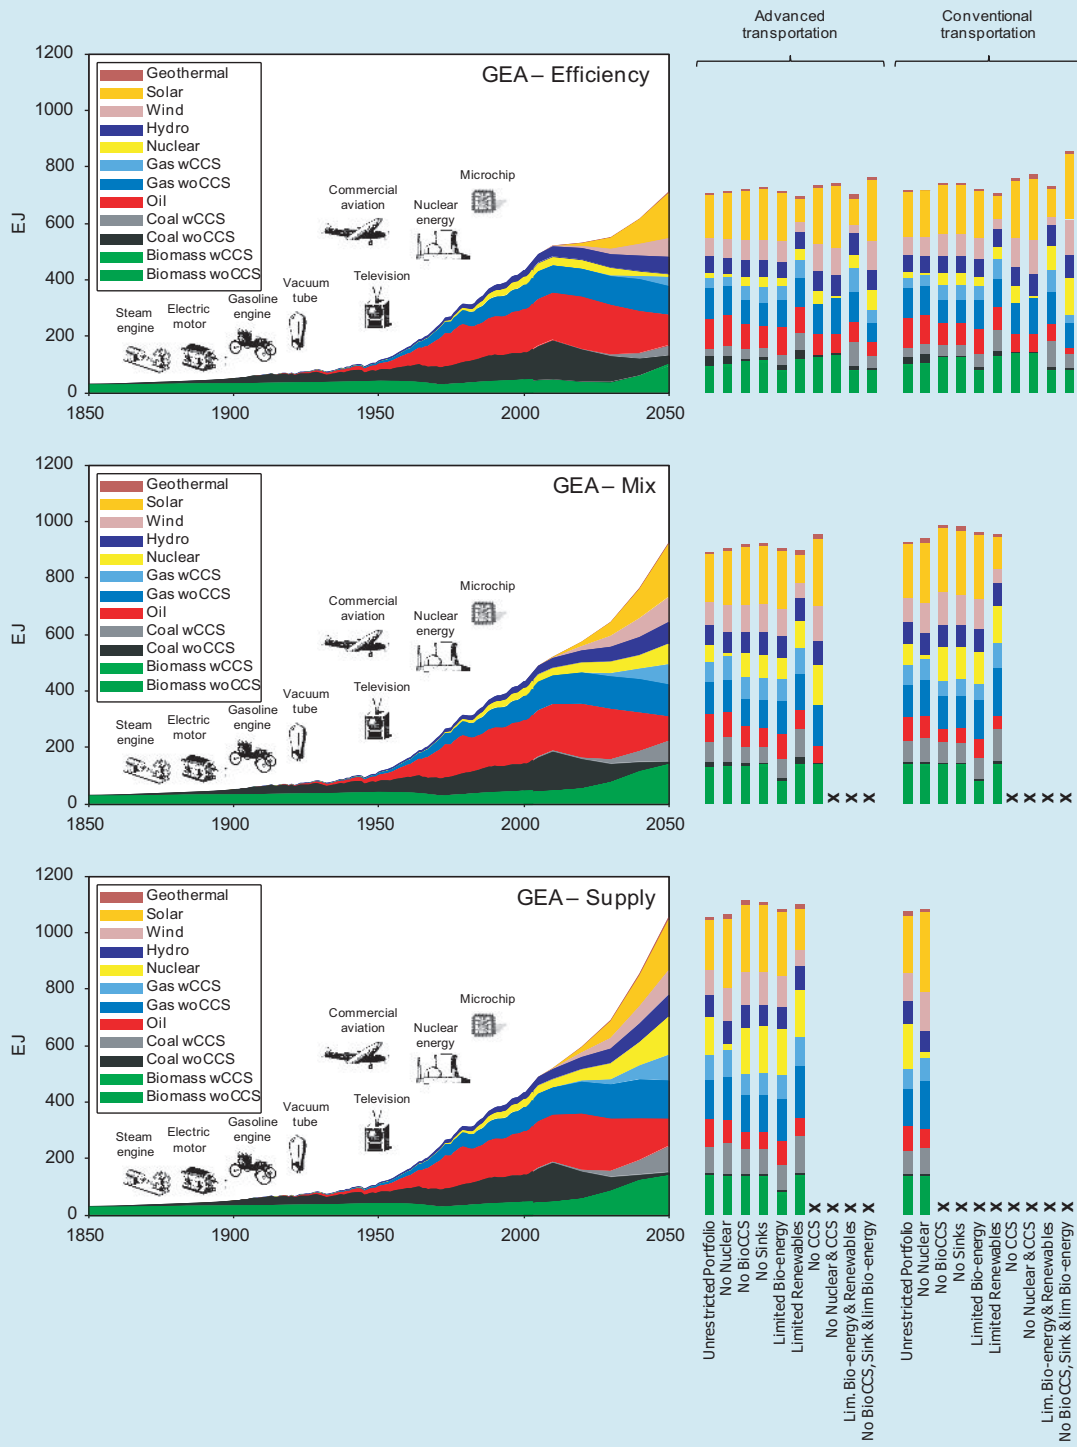 Advanced
transportation
Conventional
transportation
GEA – Efficiency
1200
1000
800
600
400
200
0
EJ
Geothermal
Solar
Wind
Hydro
Nuclear
Gas wCCS
Gas woCCS
Oil
Coal wCCS
Coal woCCS
Biomass wCCS
Biomass woCCS
Steam
engine
Electric
motor
Gasoline
engine
Vacuum
tube
Commercial
aviation
Television
Nuclear
energy
Microchip
1850
1900
1950
2000
2050
GEA – Mix
1200
1000
800
600
400
200
0
EJ
Geothermal
Solar
Wind
Hydro
Nuclear
Gas wCCS
Gas woCCS
Oil
Coal wCCS
Coal woCCS
Biomass wCCS
Biomass woCCS
Steam
engine
Electric
motor
Gasoline
engine
Vacuum
tube
Commercial
aviation
Television
Nuclear
energy
Microchip
1850
1900
1950
2000
2050
x x x
x x x x
GEA – Supply
1200
1000
800
600
400
200
0
EJ
Geothermal
Solar
Wind
Hydro
Nuclear
Gas wCCS
Gas woCCS
Oil
Coal wCCS
Coal woCCS
Biomass wCCS
Biomass woCCS
Steam
engine
Electric
motor
Gasoline
engine
Vacuum
tube
Commercial
aviation
Television
Nuclear
energy
Microchip
1850
1900
1950
2000
2050
x x x x
x x x x x x x x
Unrestricted Portfolio
No Nuclear
No BioCCS
No Sinks
Limited Bio-energy
Limited Renewables
No CCS
No Nuclear & CCS
Lim. Bio-energy & Renewables
No BioCCS, Sink & lim Bio-energy
Unrestricted Portfolio
No Nuclear
No BioCCS
No Sinks
Limited Bio-energy
Limited Renewables
No CCS
No Nuclear & CCS
Lim. Bio-energy & Renewables
No BioCCS, Sink & lim Bio-energy